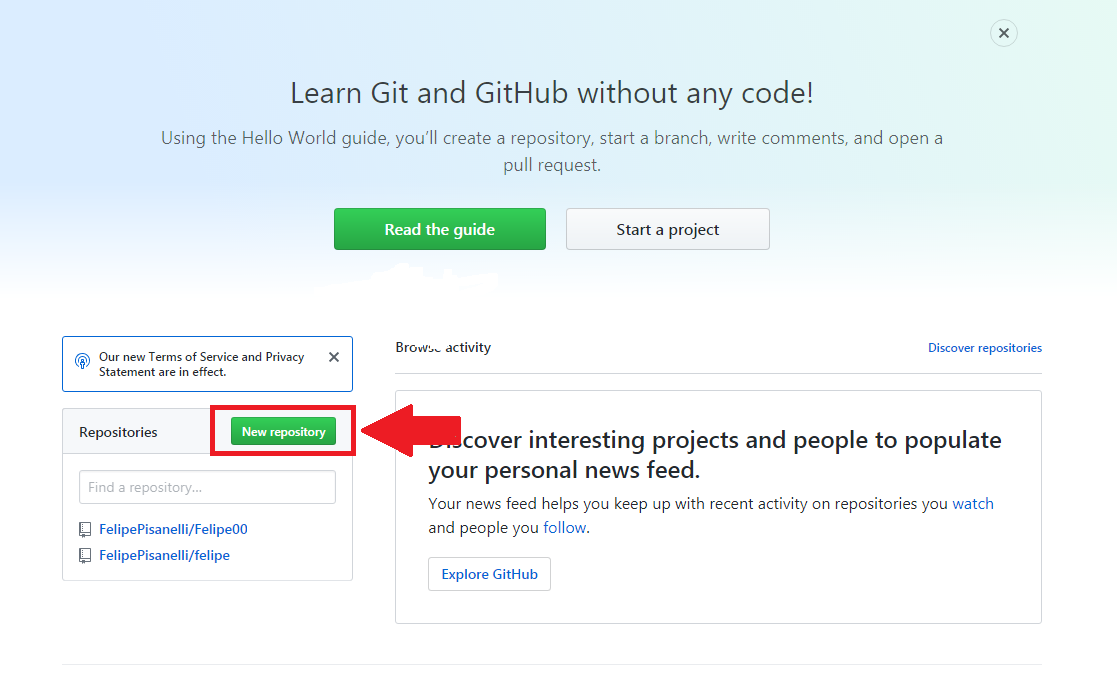 Learn Git and GitHub without any code!
Using the Hello World guide, you’ll create a repository, start a branch, write comments, and open a
pull request.
Read the guide
Start a project
Our new Terms of Service and Privacy
Statement are in effect.
Repositories
New repository
Find a repository...
FelipePisanelli/Felipe00
FelipePisanelli/felipe
Browse activity
Discover repositories
Discover interesting projects and people to populate
your personal news feed.
Your news feed helps you keep up with recent activity on repositories you watch
and people you follow.
Explore GitHub